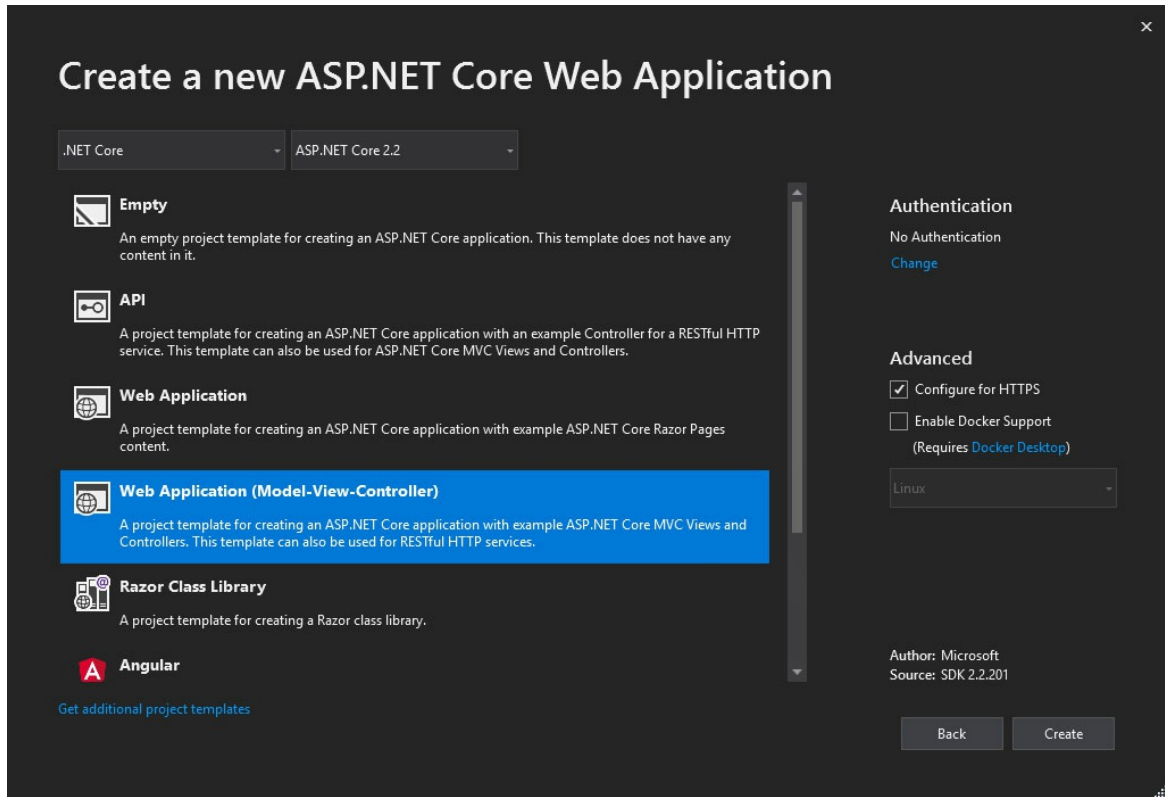 Create a new ASP.NET Core Web Application
.NET Core
ASP.NET Core 2.2
Empty
An empty project template for creating an ASP.NET Core application. This template does not have any
content in it.
API
A project template for creating an ASP.NET Core application with an example Controller for a RESTful HTTP
service. This template can also be used for ASP.NET Core MVC Views and Controllers.
Web Application
A project template for creating an ASP.NET Core application with example ASP.NET Core Razor Pages
content.
Web Application (Model-View-Controller)
A project template for creating an ASP.NET Core application with example ASP.NET Core MVC Views and
Controllers. This template can also be used for RESTful HTTP services.
Razor Class Library
A project template for creating a Razor class library.
Angular
Get additional project templates
Authentication
No Authentication
Change
Advanced
Configure for HTTPS
Enable Docker Support
(Requires Docker Desktop)
Linux
Author: Microsoft
Source: SDK 2.2.201
Back
Create